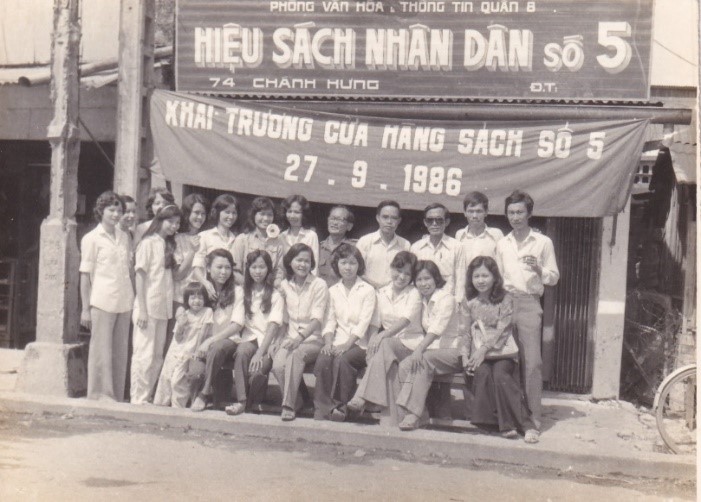 PHÒNG VĂN HÓA, THÔNG TIN QUẬN 8
HIỆU SÁCH NHÂN DÂN SỐ 5
74 CHÁNH HƯNG Đ.T:
KHAI TRƯƠNG CỬA HÀNG SÁCH SỐ 5
27.9.1986